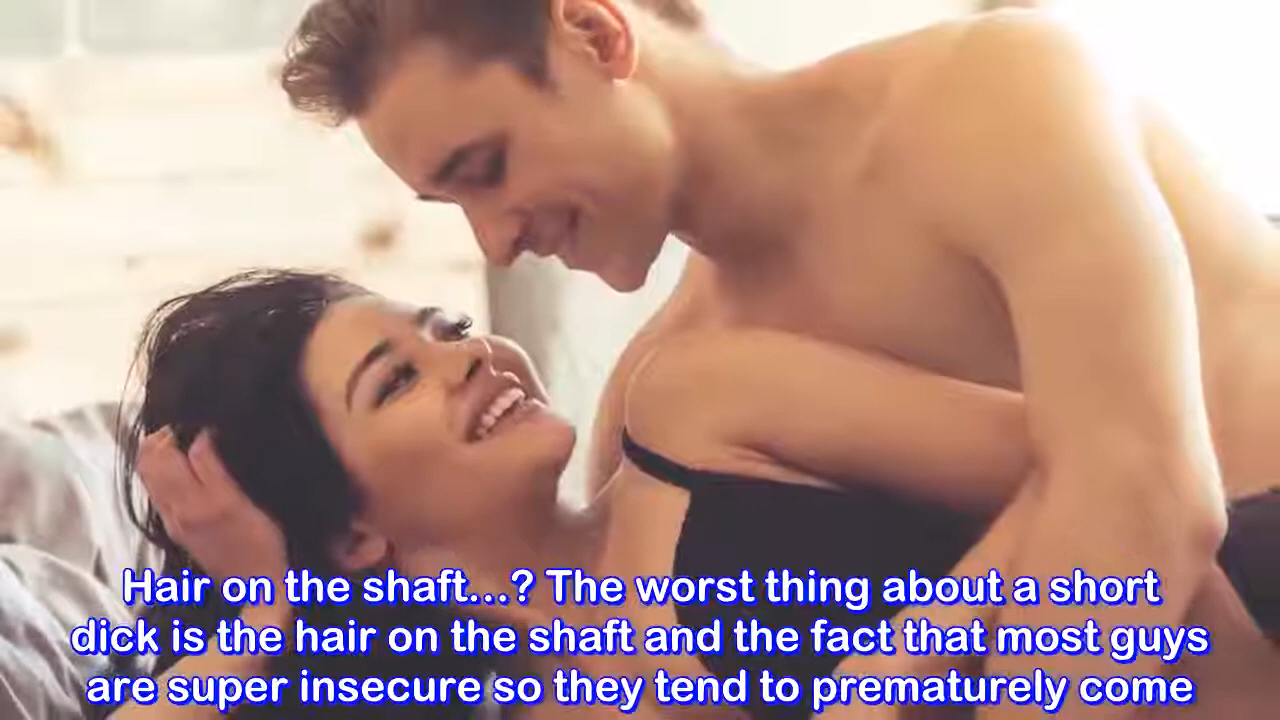 Hair on the shaft...? The worst thing about a short
dick is the hair on the shaft and the fact that most guys
are super insecure so they tend to prematurely come